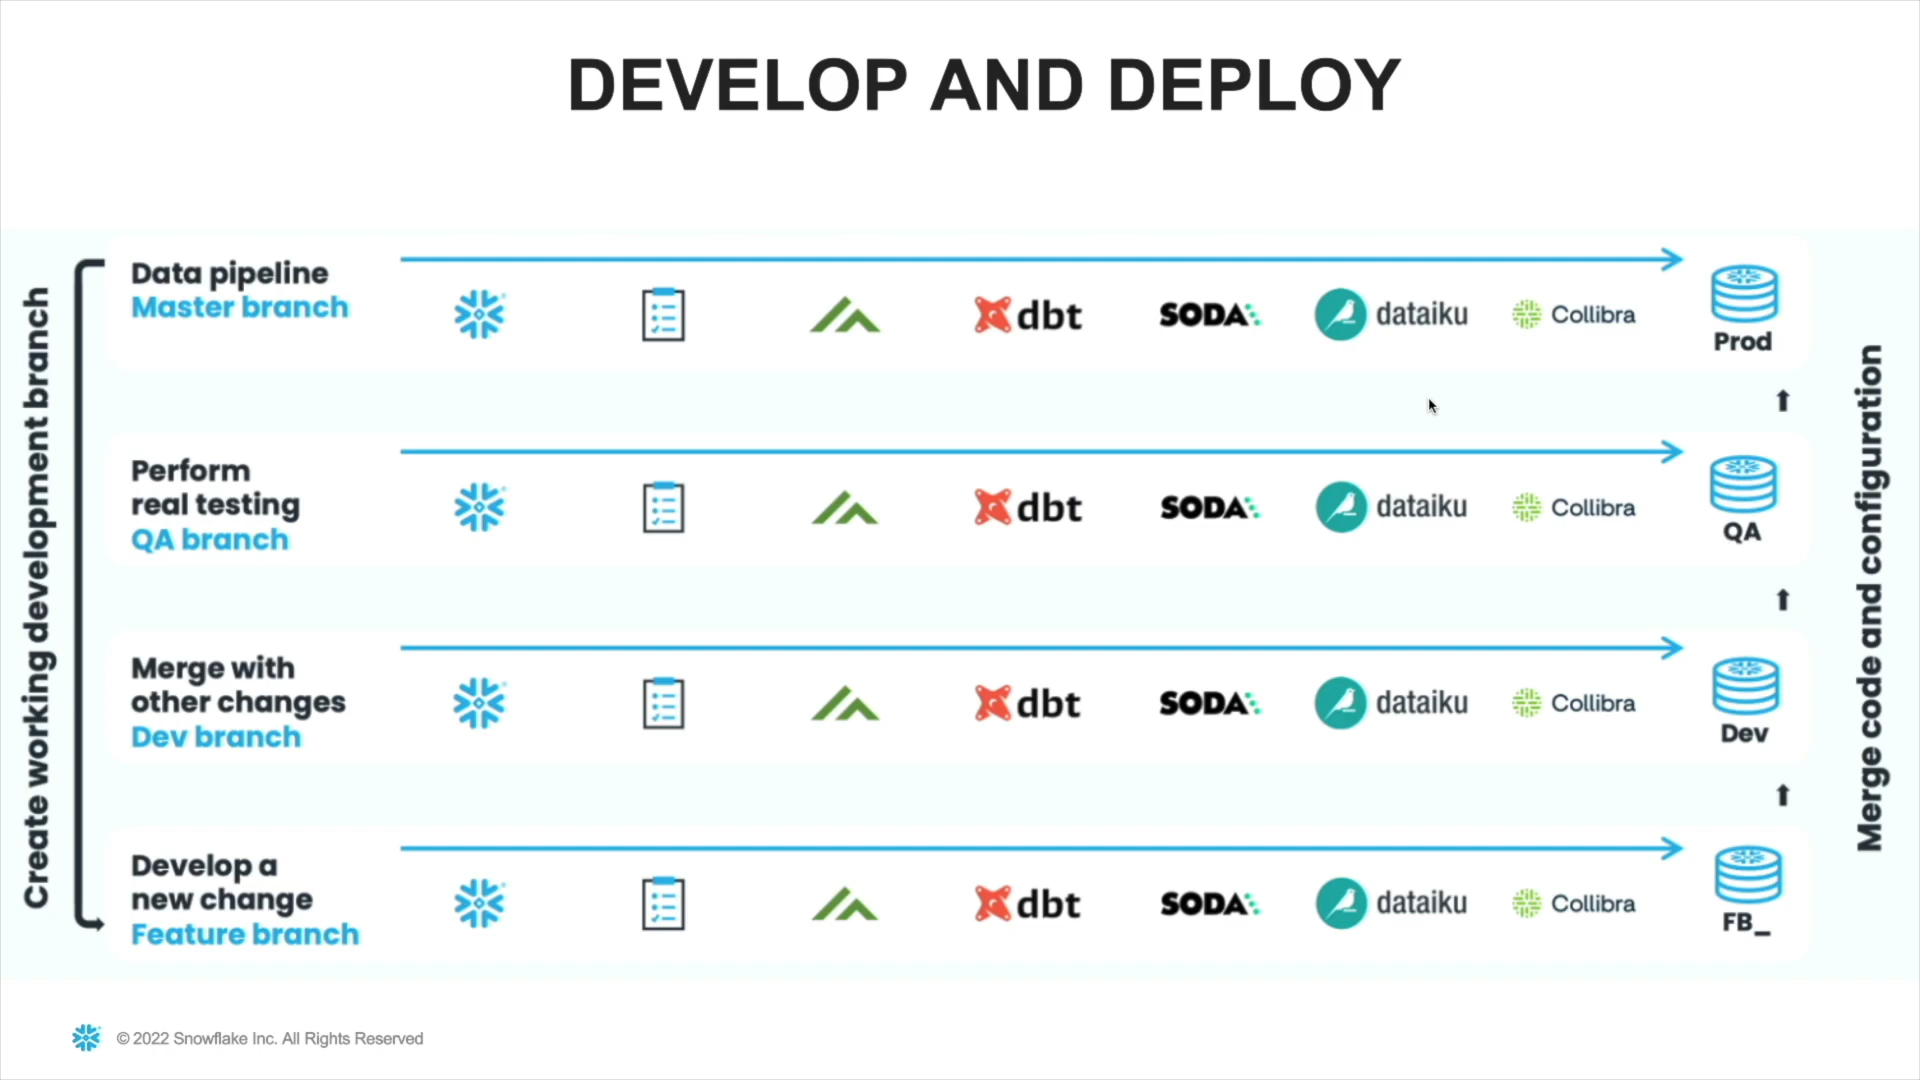 DEVELOP AND DEPLOY
Create working development branch
Data pipeline
Master branch
dbt
SODA
dataiku
Collibra
Prod
Perform
real testing
QA branch
dbt
SODA
dataiku
Collibra
QA
Merge with
other changes
Dev branch
dbt
SODA
dataiku
Collibra
Dev
Develop a
new change
Feature branch
dbt
SODA
dataiku
Collibra
FB_
Merge code and configuration
© 2022 Snowflake Inc. All Rights Reserved